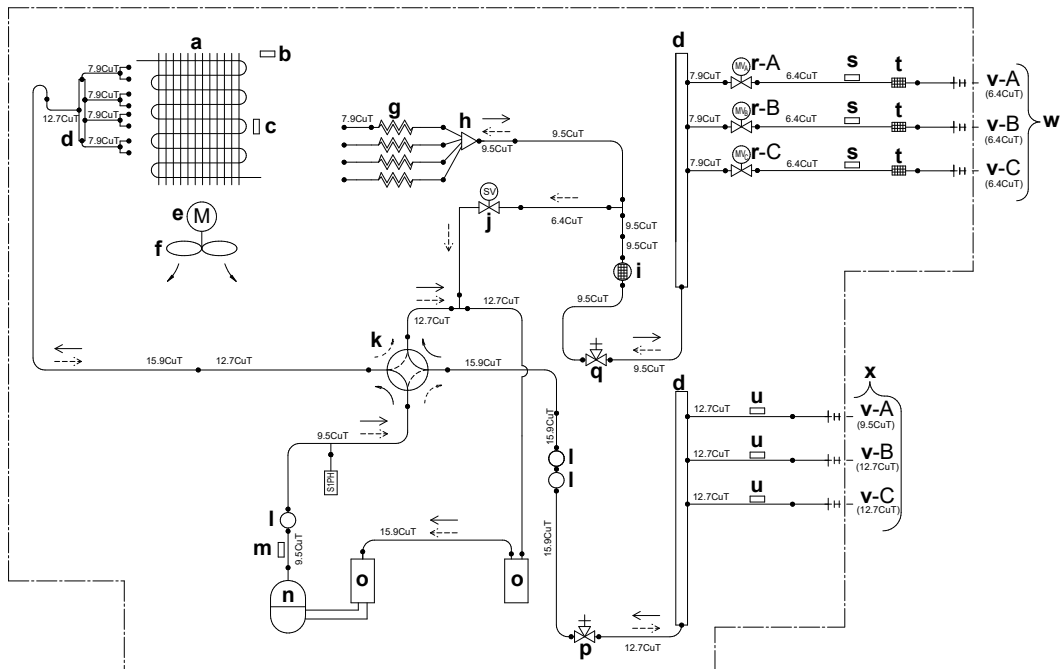 a
b
c
7.9CuT
7.9CuT
7.9CuT
7.9CuT
12.7CuT
d
e
M
f
g
7.9CuT
h
9.5CuT
9.5CuT
SV
j
6.4CuT
9.5CuT
9.5CuT
i
9.5CuT
q
9.5CuT
d
7.9CuT
MVA
r-A
6.4CuT
s
t
v-A
(6.4CuT)
7.9CuT
MVB
r-B
6.4CuT
s
t
v-B
(6.4CuT)
w
7.9CuT
r-C
6.4CuT
s
t
v-C
(6.4CuT)
12.7CuT
12.7CuT
k
15.9CuT
12.7CuT
15.9CuT
9.5CuT
S1PH
l
m
9.5CuT
n
o
15.9CuT
o
15.9CuT
l
l
15.9CuT
p
12.7CuT
d
x
12.7CuT
u
v-A
(9.5CuT)
12.7CuT
u
v-B
(12.7CuT)
12.7CuT
u
v-C
(12.7CuT)